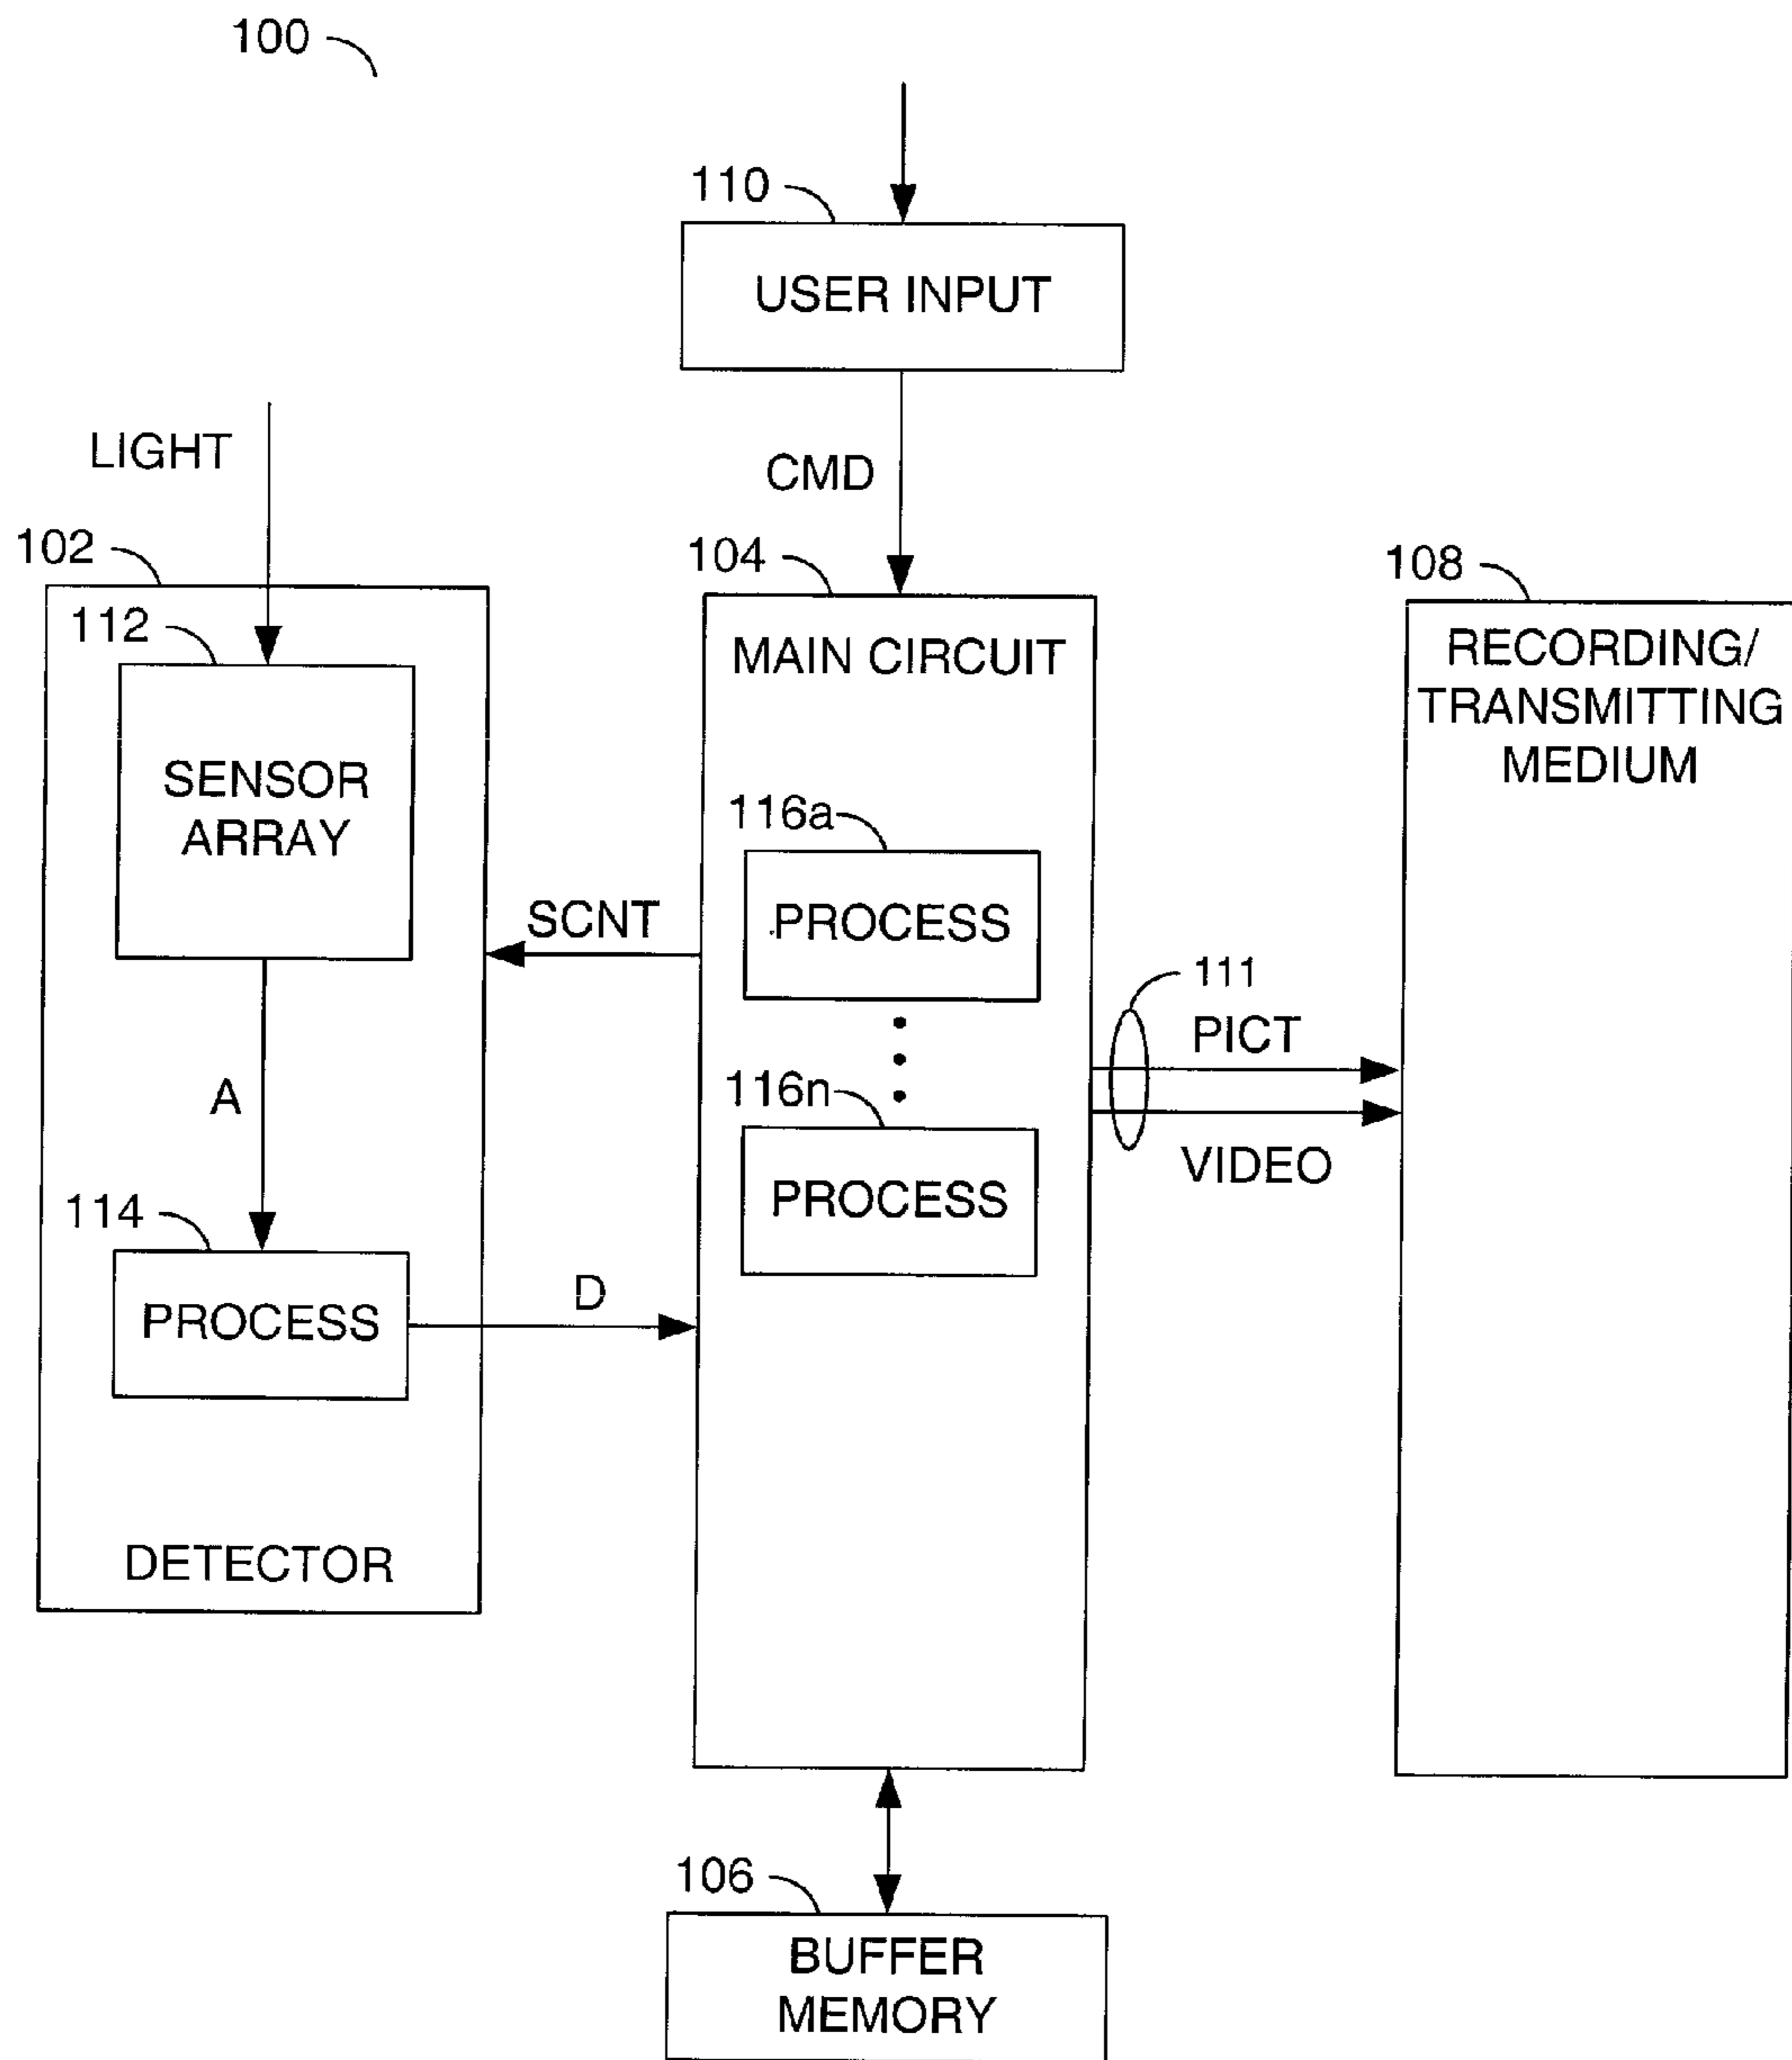 100
110
USER INPUT
LIGHT
CMD
102
104
108
112
MAIN CIRCUIT
RECORDING/
TRANSMITTING
MEDIUM
SENSOR
ARRAY
116a
PROCESS
SCNT
111
PICT
A
116n
VIDEO
PROCESS
114
D
PROCESS
DETECTOR
106
BUFFER
MEMORY